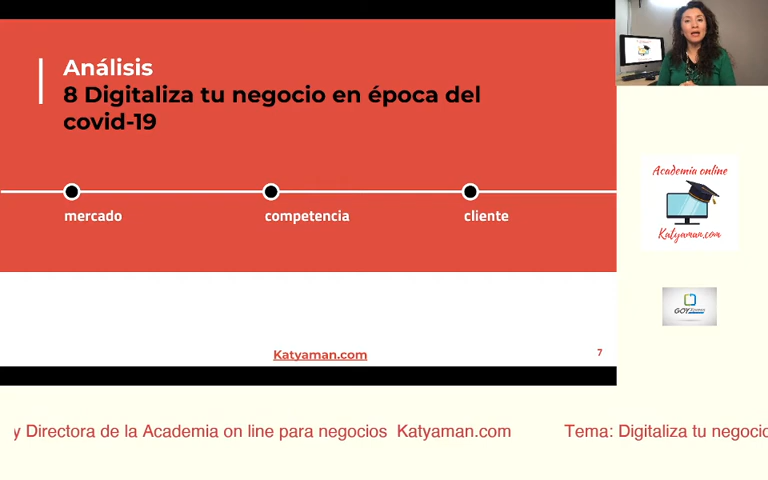 Análisis
8 Digitaliza tu negocio en época del
covid-19
mercado
competencia
cliente
Katyaman.com
7
Academia online
Katyaman.com
y Directora de la Academia on line para negocios Katyaman.com
Tema: Digitaliza tu negocio